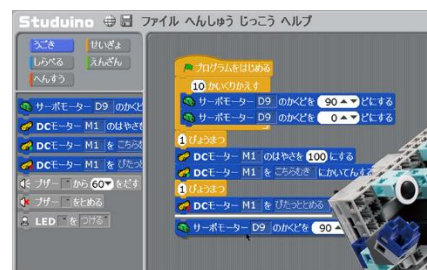 Studuino ファイル へんしゅう じっこう ヘルプ
うごき せいぎょ
しらべる えんざん
へんすう
サーボモーター D9 のかくど
DCモーター M1 のはやさ
DCモーター M1 を こちらむ
DCモーター M1 を ぴたっと
ブザー から 60 をだす
ブザー をとめる
LED を つける
プログラムをはじめる
10 かいくりかえす
サーボモーター D9 のかくどを 90 どにする
サーボモーター D9 のかくどを 0 どにする
1 びょうまつ
DCモーター M1 のはやさを 100 にする
DCモーター M1 を こちらむき にかいてんす
1 びょうまつ
DCモーター M1 を ぴたっととめる
サーボモーター D9 のかくどを 90